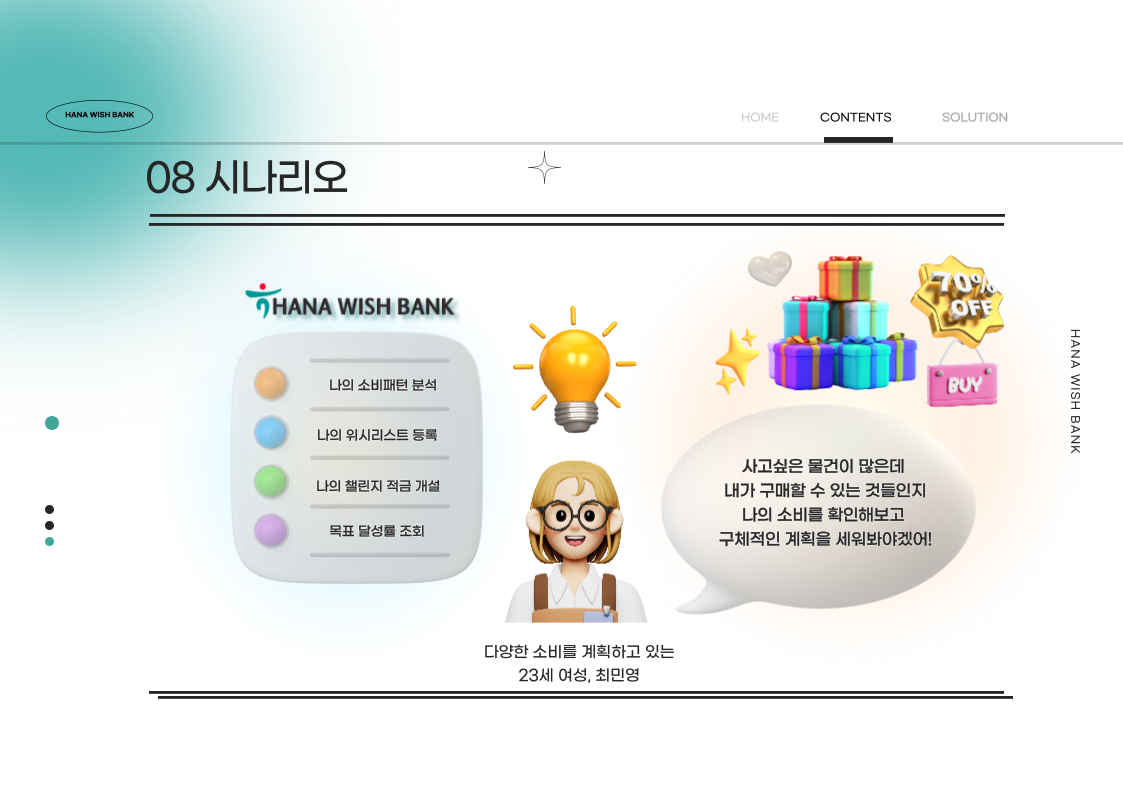 HANA WISH BANK
HOME
CONTENTS
SOLUTION
08 시나리오
HANA WISH BANK
나의 소비패턴 분석
나의 위시리스트 등록
나의 챌린지 적금 개설
목표 달성률 조회
70%
OFF
BUY
사고싶은 물건이 많은데
내가 구매할 수 있는 것들인지
나의 소비를 확인해보고
구체적인 계획을 세워봐야겠어!
다양한 소비를 계획하고 있는
23세 여성, 최민영
HANA WISH BANK